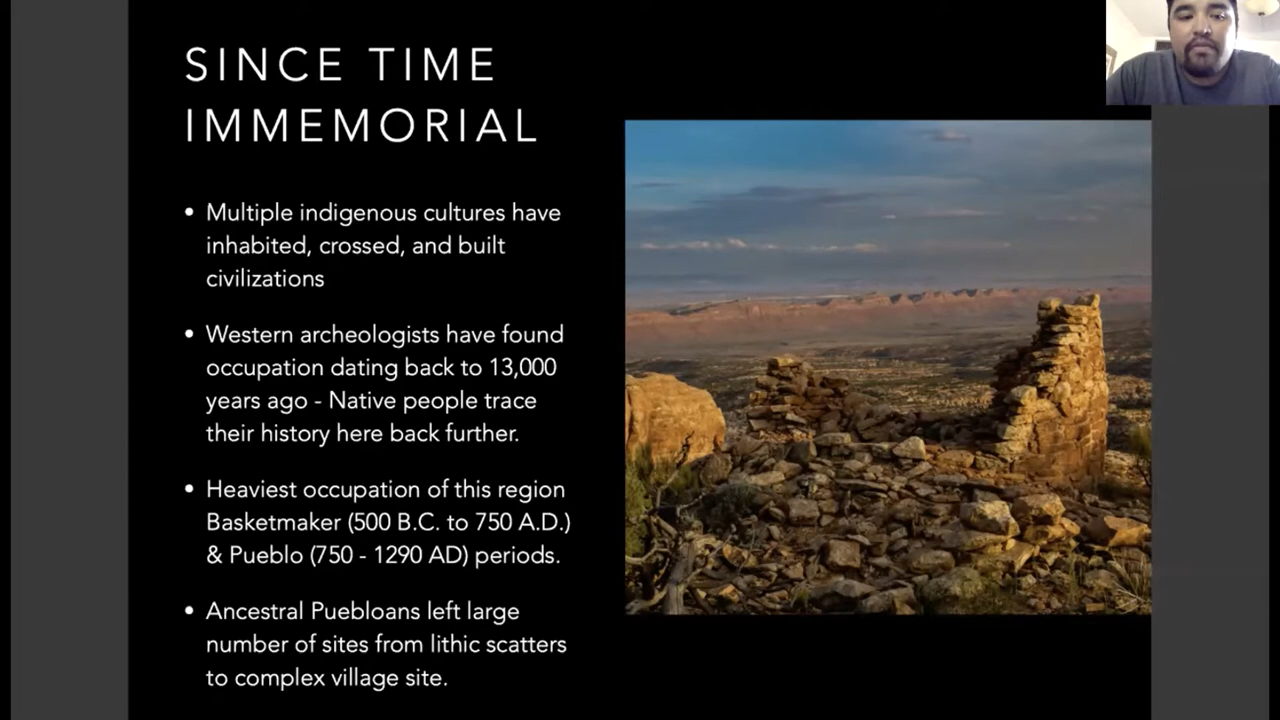 SINCE TIME
IMMEMORIAL
• Multiple indigenous cultures have
inhabited, crossed, and built
civilizations
• Western archeologists have found
occupation dating back to 13,000
years ago - Native people trace
their history here back further.
• Heaviest occupation of this region
Basketmaker (500 B.C. to 750 A.D.)
& Pueblo (750 - 1290 AD) periods.
• Ancestral Puebloans left large
number of sites from lithic scatters
to complex village site.